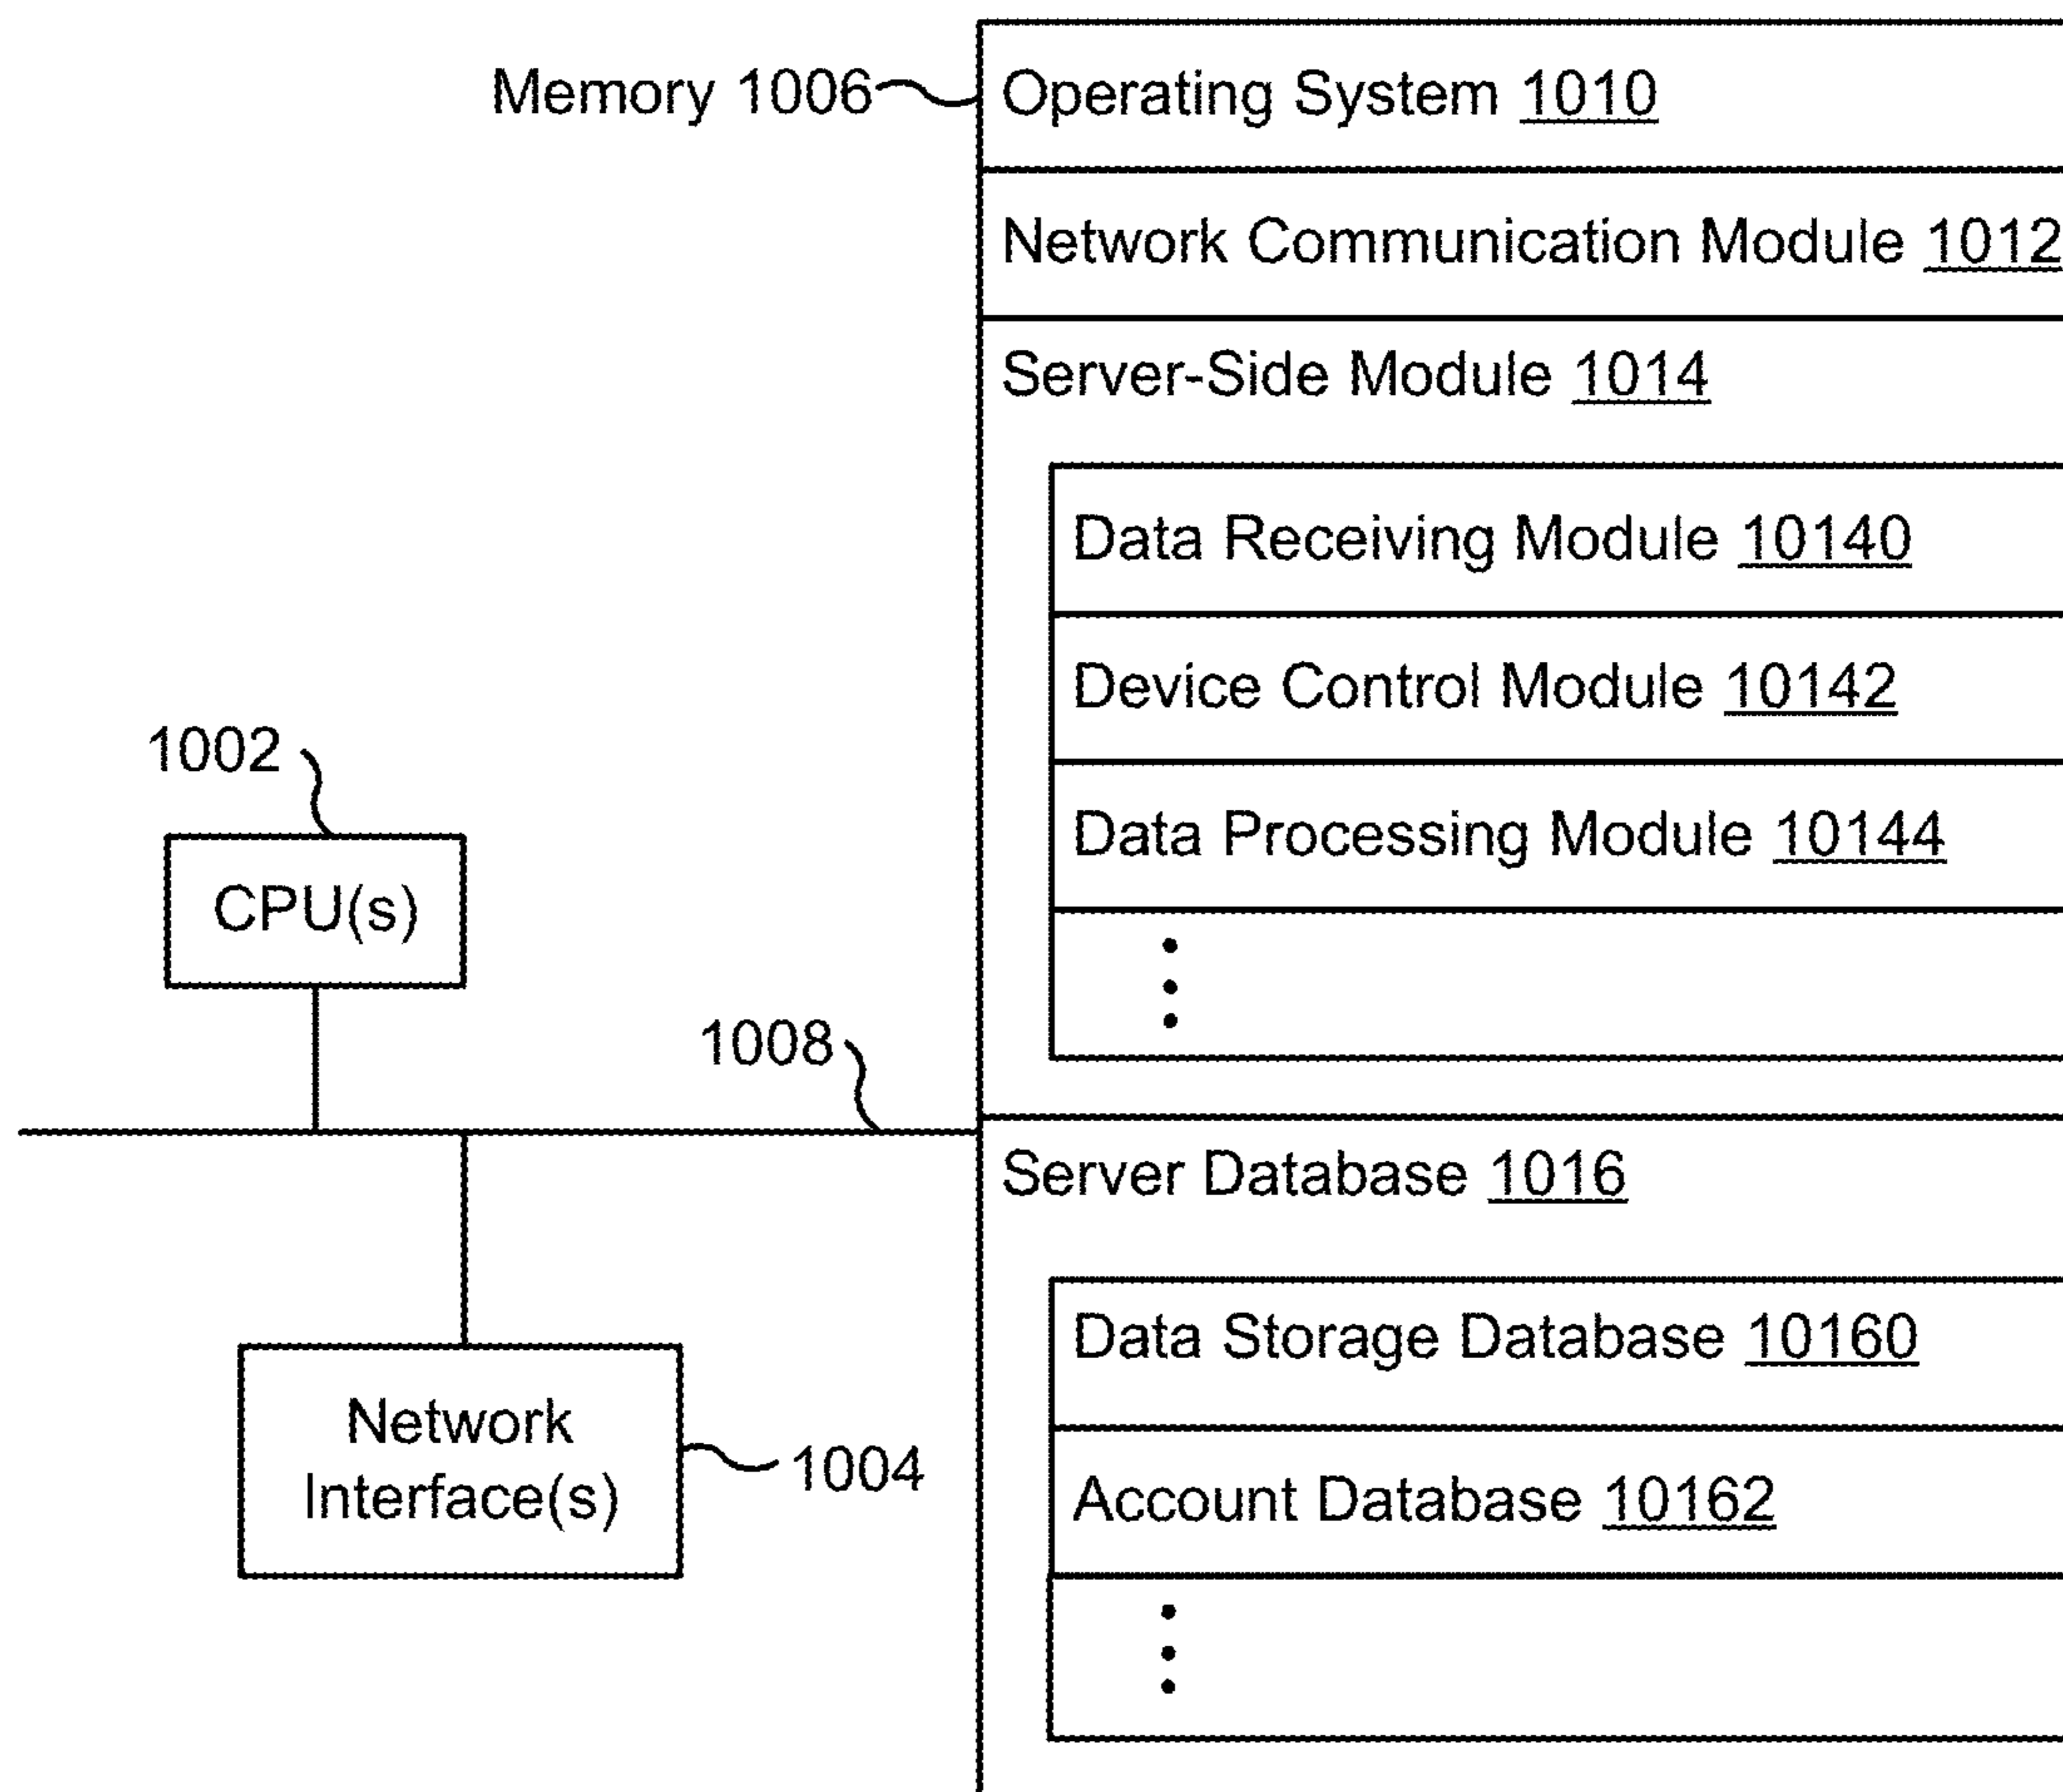 Memory 1006
Operating System 1010
Network Communication Module 1012
Server-Side Module 1014
Data Receiving Module 10140
Device Control Module 10142
1002
Data Processing Module 10144
CPU(s)
1008
Server Database 1016
Data Storage Database 10160
Network
Interface(s)
1004
Account Database 10162